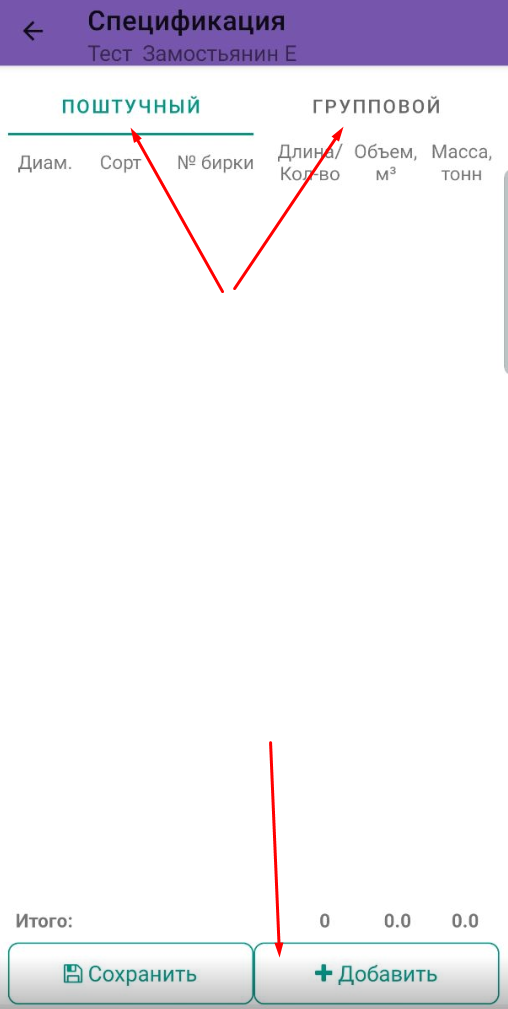 Спецификация
Тест Замостьянин Е
ПОШТУЧНЫЙ ГРУППОВОЙ
Диам. Сорт № бирки Длина/ Кол-во Объем, м³ Масса, тонн
Итого: 0 0.0 0.0
Сохранить Добавить